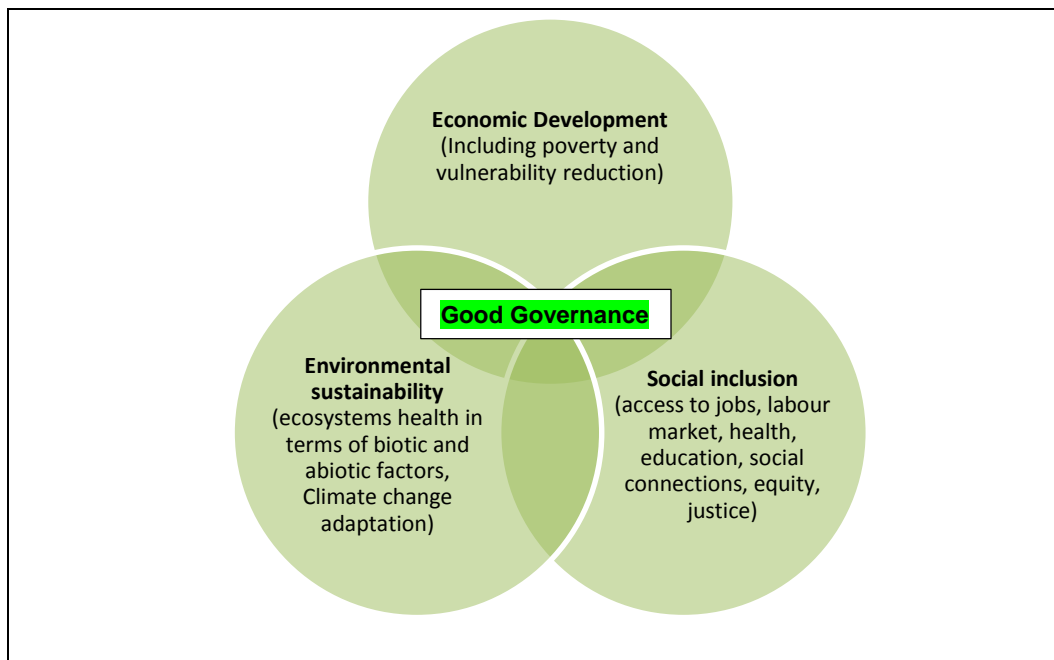 Economic Development
(Including poverty and
vulnerability reduction)
Good Governance
Environmental
sustainability
(ecosystems health in
terms of biotic and
abiotic factors,
Climate change
adaptation)
Social inclusion
(access to jobs, labour
market, health,
education, social
connections, equity,
justice)